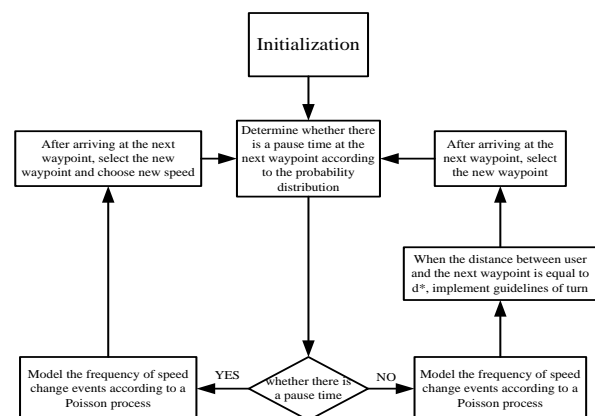 Initialization
Determine whether there
is a pause time at the
next waypoint according
to the probability
distribution
After arriving at the next
waypoint, select the new
waypoint and choose new speed
After arriving at the
next waypoint, select
the new waypoint
When the distance between user
and the next waypoint is equal to
d*, implement guidelines of turn
Model the frequency of speed
change events according to a
Poisson process
YES
whether there is
a pause time
NO
Model the frequency of speed
change events according to a
Poisson process